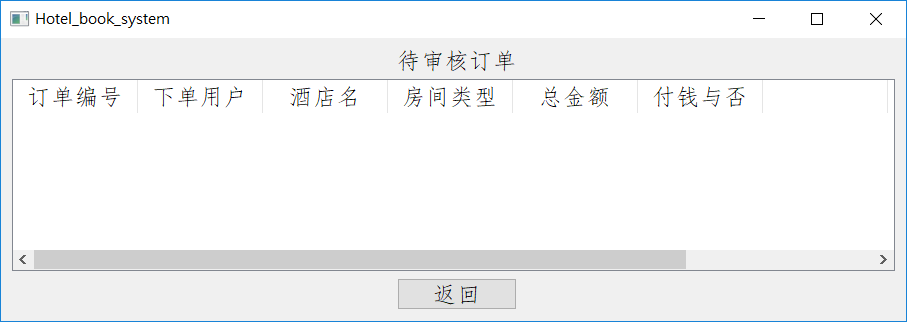 Hotel_book_system
待审核订单
订单编号 下单用户 酒店名 房间类型 总金额 付钱与否
返回